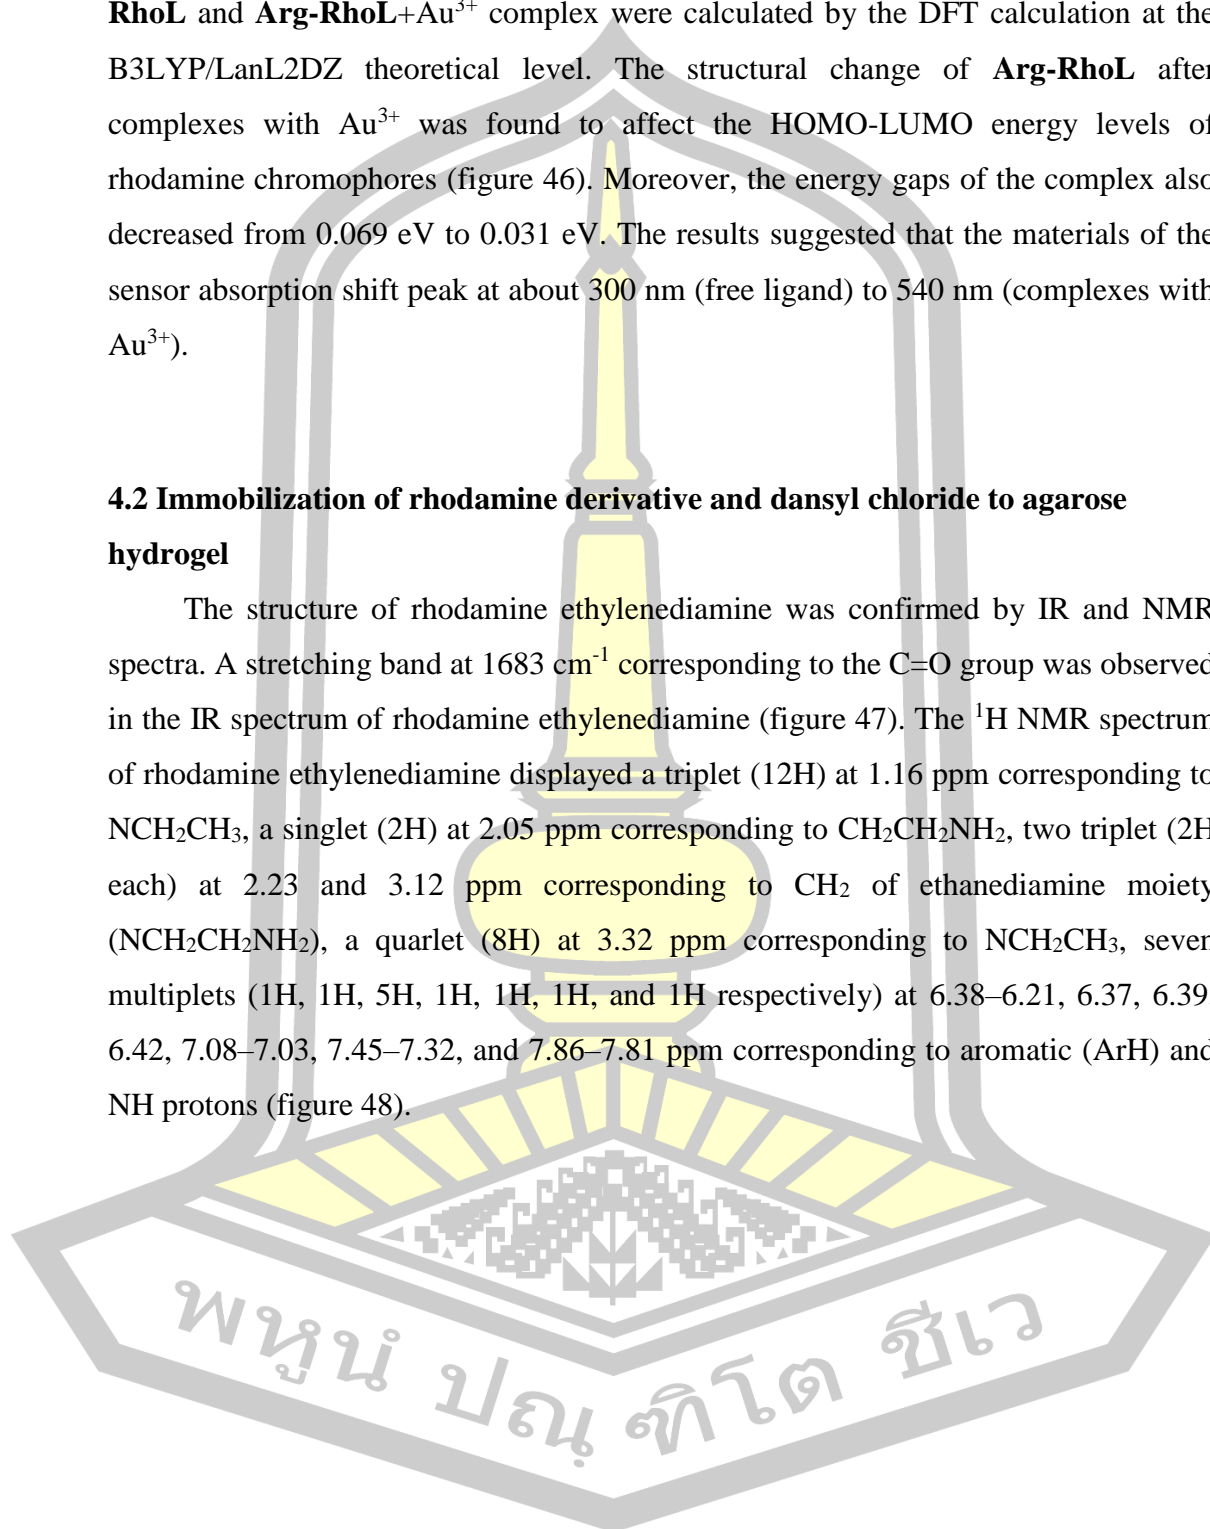 RhoL and Arg-RhoL+Au³⁺ complex were calculated by the DFT calculation at the
B3LYP/LanL2DZ theoretical level. The structural change of Arg-RhoL after
complexes with Au³⁺ was found to affect the HOMO-LUMO energy levels of
rhodamine chromophores (figure 46). Moreover, the energy gaps of the complex also
decreased from 0.069 eV to 0.031 eV. The results suggested that the materials of the
sensor absorption shift peak at about 300 nm (free ligand) to 540 nm (complexes with
Au³⁺).
4.2 Immobilization of rhodamine derivative and dansyl chloride to agarose
hydrogel
The structure of rhodamine ethylenediamine was confirmed by IR and NMR
spectra. A stretching band at 1683 cm⁻¹ corresponding to the C=O group was observed
in the IR spectrum of rhodamine ethylenediamine (figure 47). The ¹H NMR spectrum
of rhodamine ethylenediamine displayed a triplet (12H) at 1.16 ppm corresponding to
NCH₂CH₃, a singlet (2H) at 2.05 ppm corresponding to CH₂CH₂NH₂, two triplet (2H
each) at 2.23 and 3.12 ppm corresponding to CH₂ of ethanediamine moiety
(NCH₂CH₂NH₂), a quarlet (8H) at 3.32 ppm corresponding to NCH₂CH₃, seven
multiplets (1H, 1H, 5H, 1H, 1H, 1H, and 1H respectively) at 6.38–6.21, 6.37, 6.39,
6.42, 7.08–7.03, 7.45–7.32, and 7.86–7.81 ppm corresponding to aromatic (ArH) and
NH protons (figure 48).
พหูนํ ปณฺฑิโต ชีเว